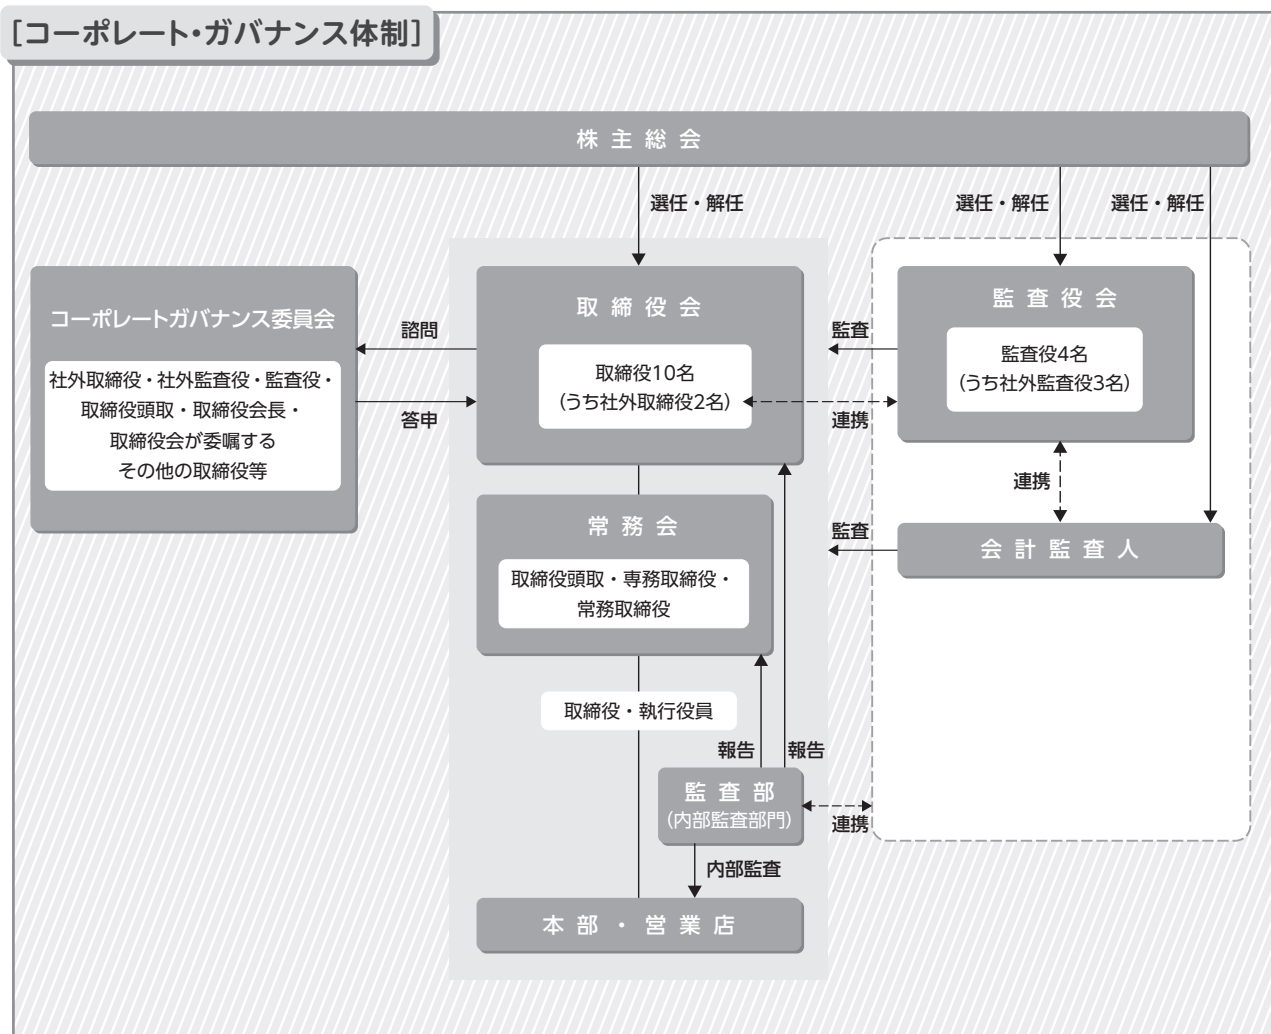 [コーポレート・ガバナンス体制]
株主総会
選任・解任
選任・解任
選任・解任
コーポレートガバナンス委員会
社外取締役・社外監査役・監査役・
取締役頭取・取締役会長・
取締役会が委嘱する
その他の取締役等
諮問
答申
取締役会
取締役10名
(うち社外取締役2名)
監査
連携
監査役会
監査役4名
(うち社外監査役3名)
連携
常務会
取締役頭取・専務取締役・
常務取締役
監査
会計監査人
取締役・執行役員
報告
報告
監査部
(内部監査部門)
連携
内部監査
本部・営業店